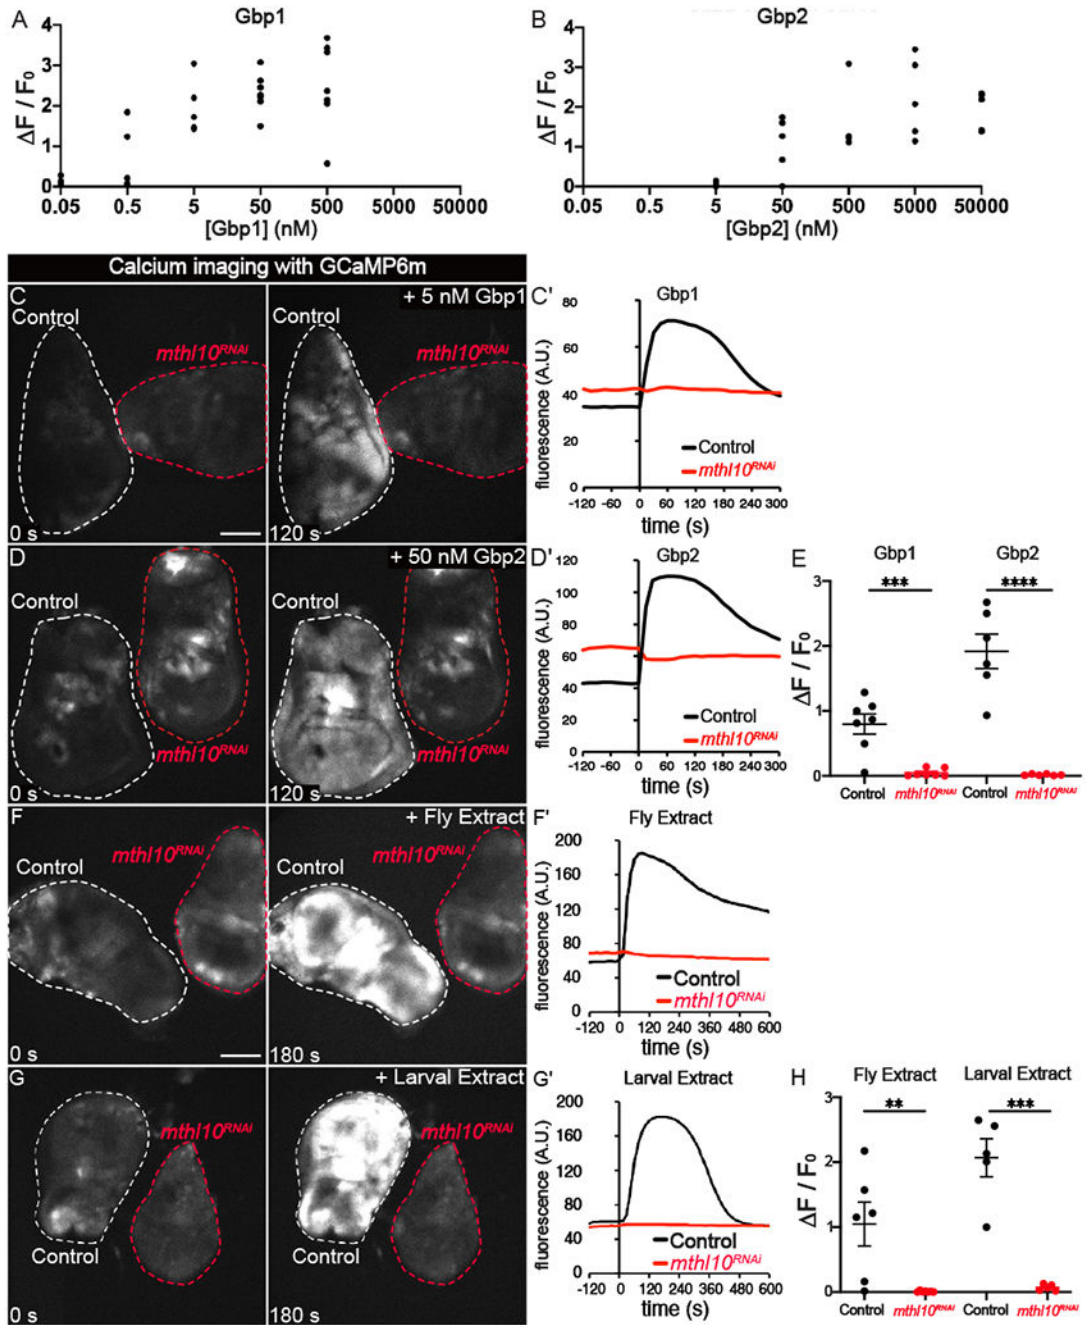 A
Gbp1
ΔF / F₀
4
3
2
1
0
0.05 0.5 5 50 500 5000 50000
[Gbp1] (nM)
B
Gbp2
ΔF / F₀
4
3
2
1
0
0.05 0.5 5 50 500 5000 50000
[Gbp2] (nM)
Calcium imaging with GCaMP6m
C
Control
mthl10RNAi
0 s
+ 5 nM Gbp1
Control
mthl10RNAi
120 s
C'
Gbp1
fluorescence (A.U.)
80
60
40
20
0
-120 -60 0 60 120 180 240 300
time (s)
Control
mthl10RNAi
D
Control
mthl10RNAi
0 s
+ 50 nM Gbp2
Control
mthl10RNAi
120 s
D'
Gbp2
fluorescence (A.U.)
120
100
80
60
40
20
0
-120 -60 0 60 120 180 240 300
time (s)
Control
mthl10RNAi
E
Gbp1 Gbp2
*** ****
ΔF / F₀
3
2
1
0
Control mthl10RNAi Control mthl10RNAi
F
Control
mthl10RNAi
0 s
+ Fly Extract
Control
mthl10RNAi
180 s
F'
Fly Extract
fluorescence (A.U.)
200
160
120
80
40
0
-120 0 120 240 360 480 600
time (s)
Control
mthl10RNAi
G
mthl10RNAi
Control
0 s
+ Larval Extract
mthl10RNAi
Control
180 s
G'
Larval Extract
fluorescence (A.U.)
200
160
120
80
40
0
-120 0 120 240 360 480 600
time (s)
Control
mthl10RNAi
H
Fly Extract Larval Extract
** ***
ΔF / F₀
3
2
1
0
Control mthl10RNAi Control mthl10RNAi